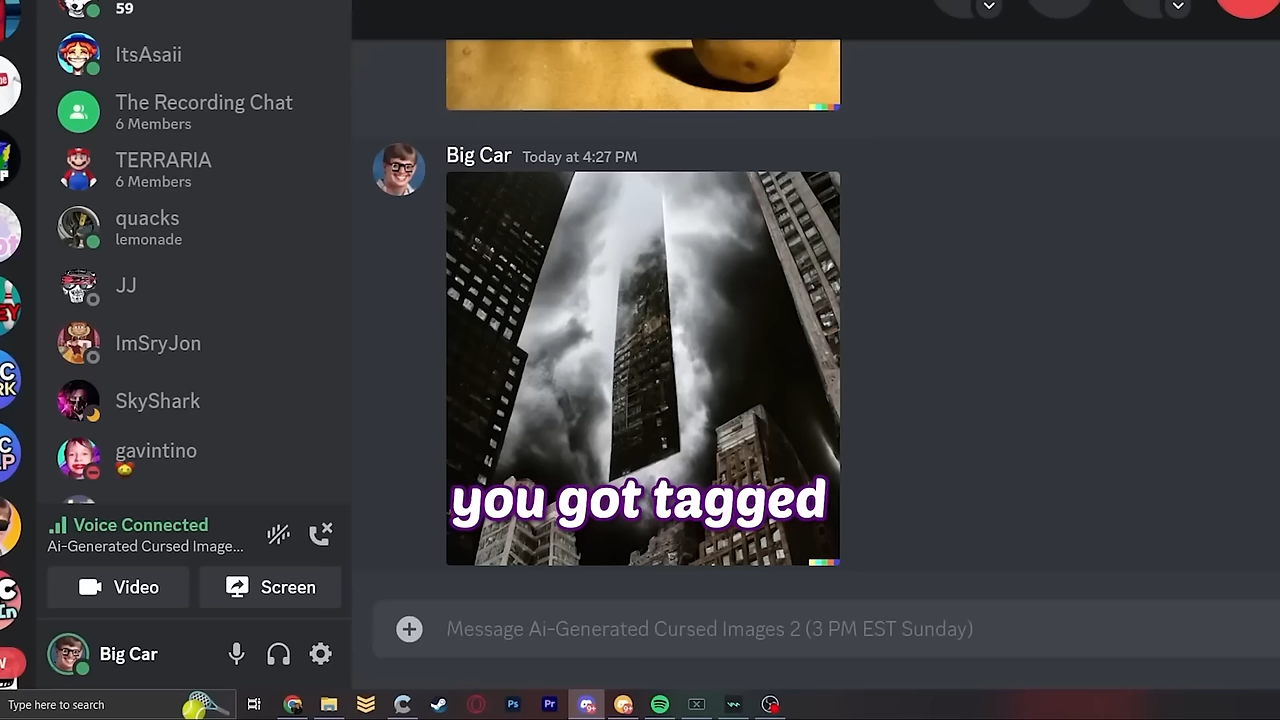 59
ItsAsaii
The Recording Chat
6 Members
TERRARIA
6 Members
quacks
lemonade
JJ
ImSryJon
SkyShark
gavintino
Voice Connected
Ai-Generated Cursed Image...
Video
Screen
Big Car
Big Car Today at 4:27 PM
you got tagged
Message Ai-Generated Cursed Images 2 (3 PM EST Sunday)
Type here to search
Ps
Pr